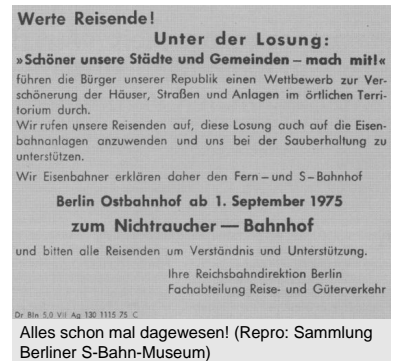 Werte Reisende!
Unter der Losung:
»Schöner unsere Städte und Gemeinden – mach mit!«
führen die Bürger unserer Republik einen Wettbewerb zur Ver-
schönerung der Häuser, Straßen und Anlagen im örtlichen Terri-
torium durch.
Wir rufen unsere Reisenden auf, diese Losung auch auf die Eisen-
bahnanlagen anzuwenden und uns bei der Sauberhaltung zu
unterstützen.
Wir Eisenbahner erklären daher den Fern – und S – Bahnhof
Berlin Ostbahnhof ab 1. September 1975
zum Nichtraucher — Bahnhof
und bitten alle Reisenden um Verständnis und Unterstützung.
Ihre Reichsbahndirektion Berlin
Fachabteilung Reise- und Güterverkehr
Dr Bln 5,0 VII Ag 130 1115 75 C
Alles schon mal dagewesen! (Repro: Sammlung
Berliner S-Bahn-Museum)